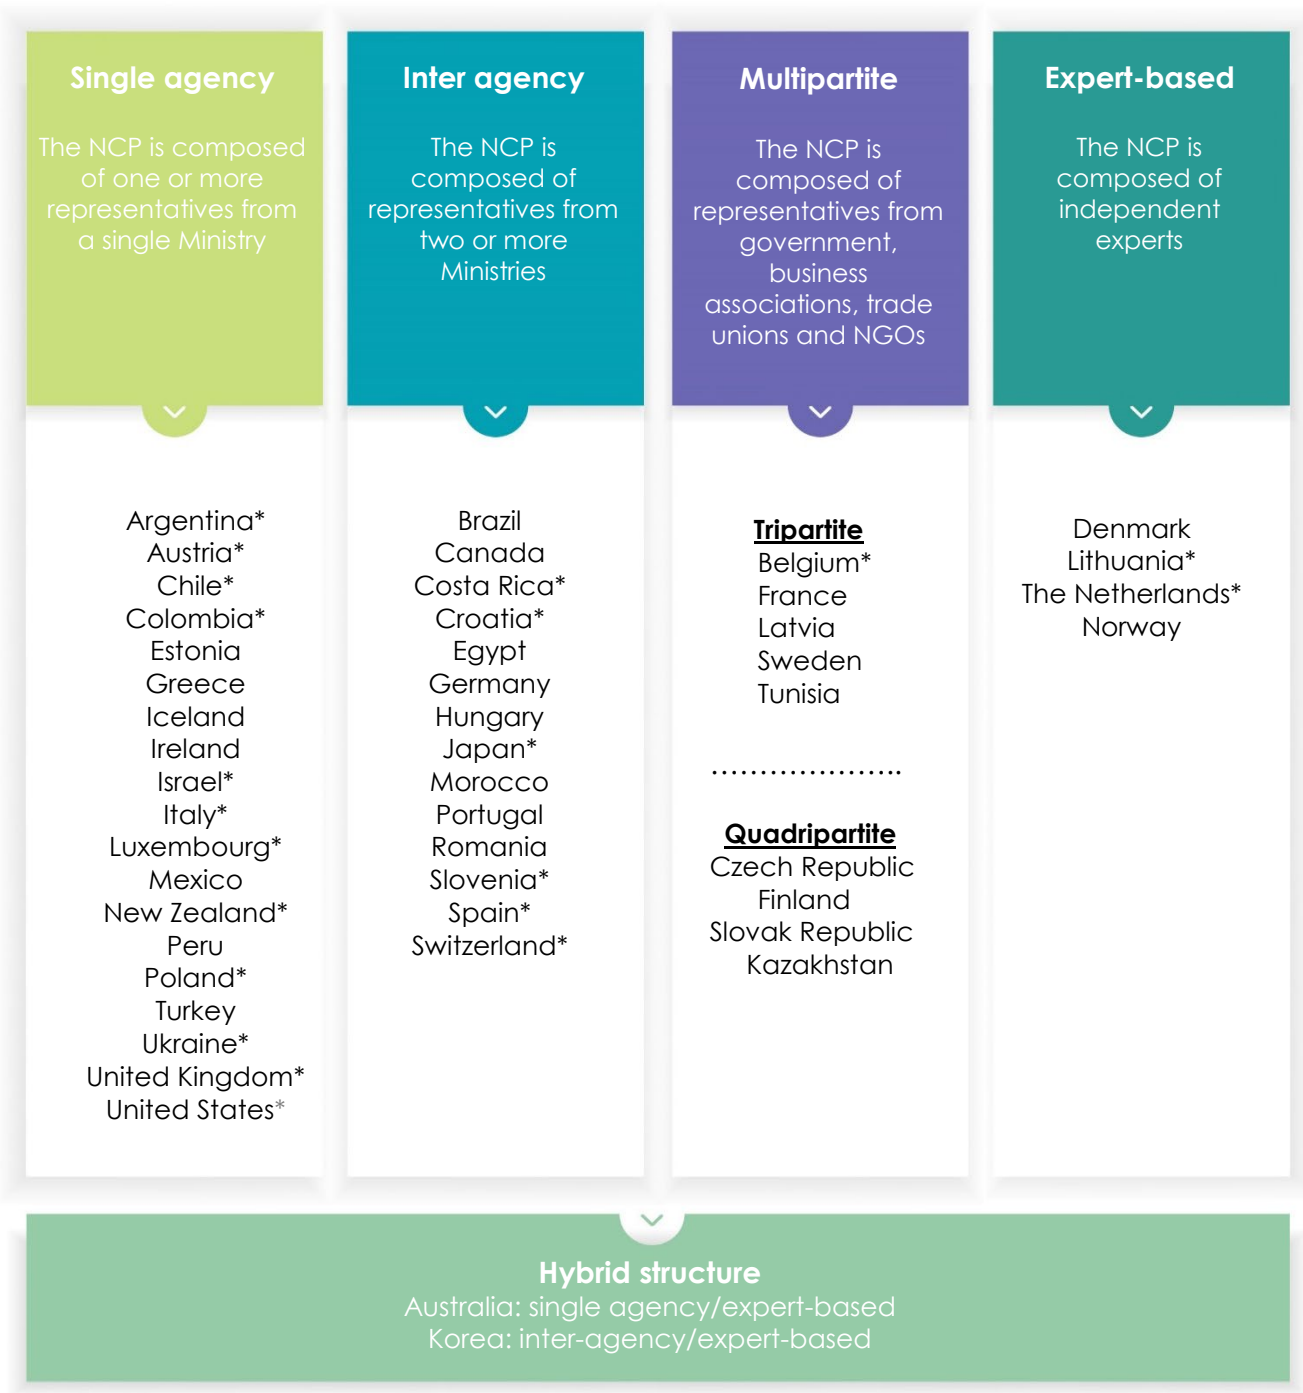 Single agency
The NCP is composed
of one or more
representatives from
a single Ministry
Argentina*
Austria*
Chile*
Colombia*
Estonia
Greece
Iceland
Ireland
Israel*
Italy*
Luxembourg*
Mexico
New Zealand*
Peru
Poland*
Turkey
Ukraine*
United Kingdom*
United States*
Inter agency
The NCP is
composed of
representatives from
two or more
Ministries
Brazil
Canada
Costa Rica*
Croatia*
Egypt
Germany
Hungary
Japan*
Morocco
Portugal
Romania
Slovenia*
Spain*
Switzerland*
Multipartite
The NCP is
composed of
representatives from
government,
business
associations, trade
unions and NGOs
Tripartite
Belgium*
France
Latvia
Sweden
Tunisia
………………..
Quadripartite
Czech Republic
Finland
Slovak Republic
Kazakhstan
Expert-based
The NCP is
composed of
independent
experts
Denmark
Lithuania*
The Netherlands*
Norway
Hybrid structure
Australia: single agency/expert-based
Korea: inter-agency/expert-based